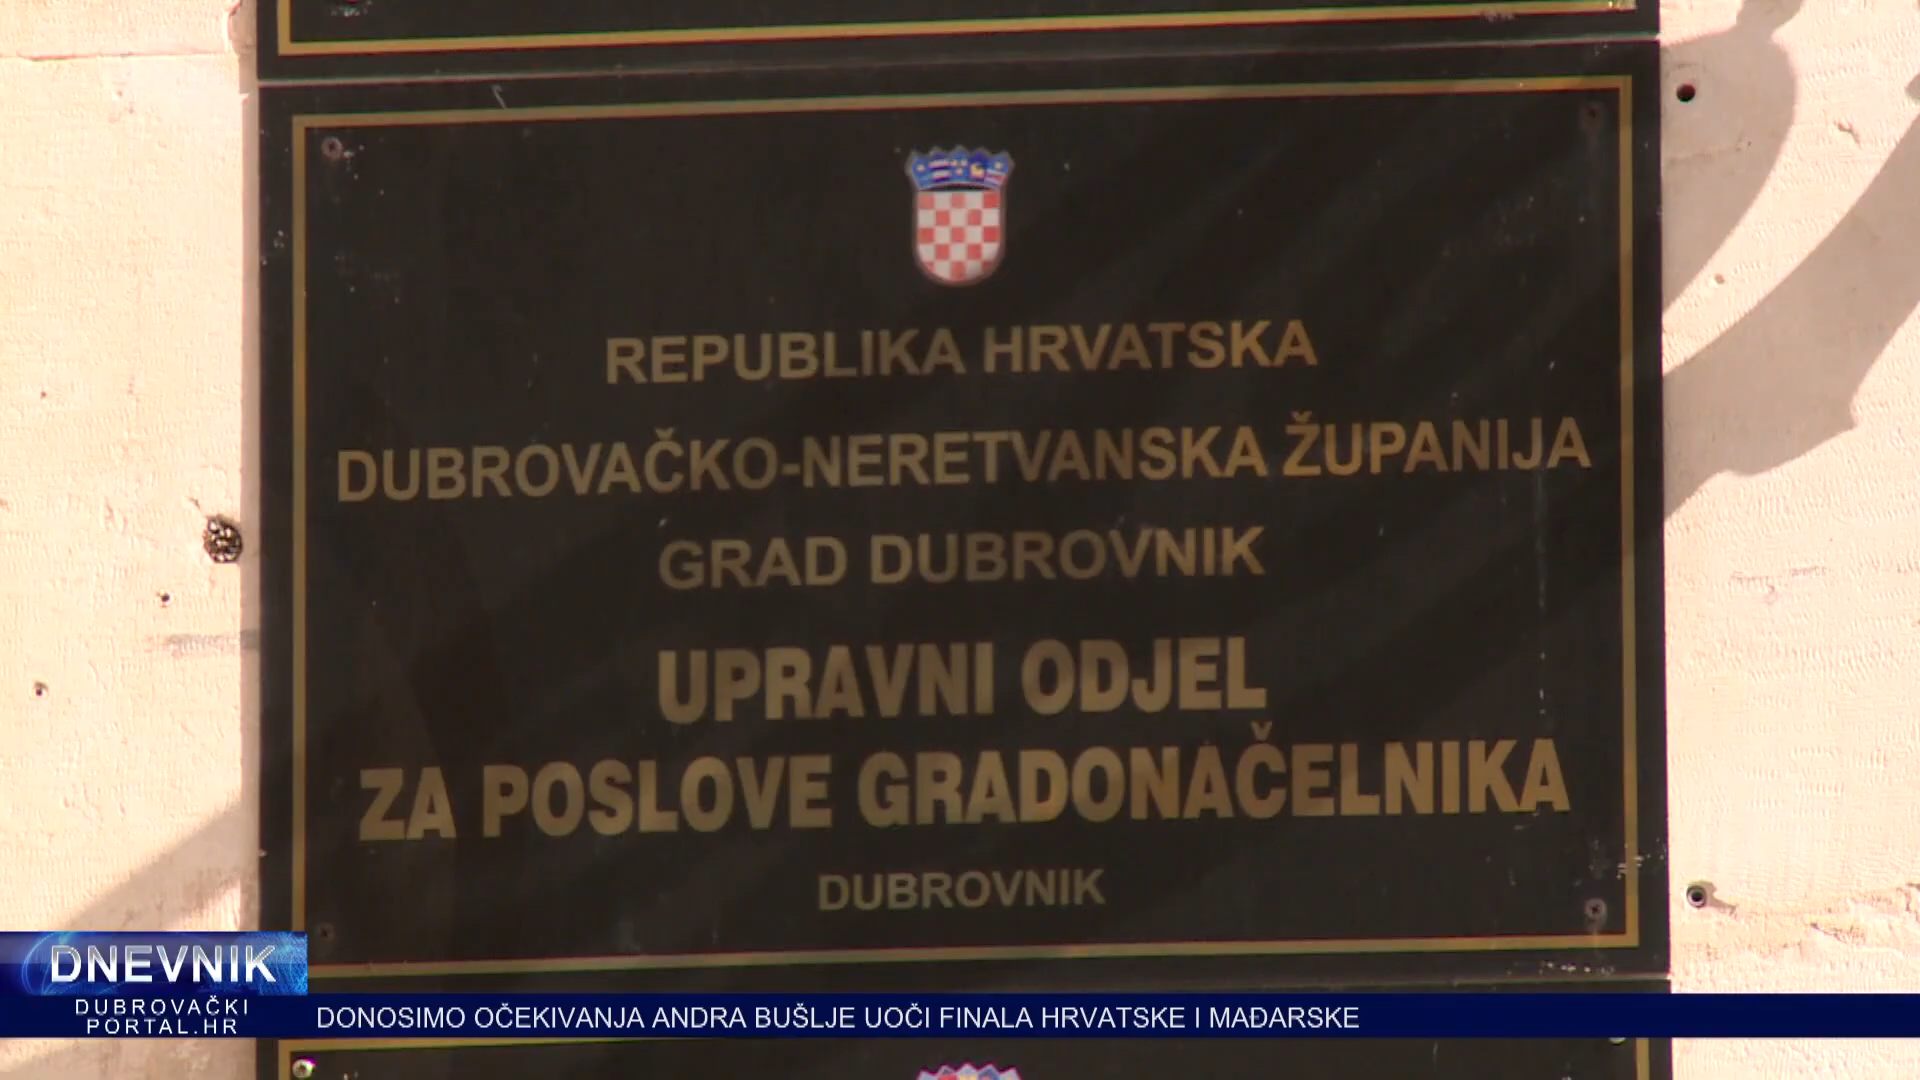 REPUBLIKA HRVATSKA
DUBROVAČKO-NERETVANSKA ŽUPANIJA
GRAD DUBROVNIK
UPRAVNI ODJEL
ZA POSLOVE GRADONAČELNIKA
DUBROVNIK
DNEVNIK
DUBROVAČKI
PORTAL.HR
DONOSIMO OČEKIVANJA ANDRA BUŠLJE UOČI FINALA HRVATSKE I MAĐARSKE